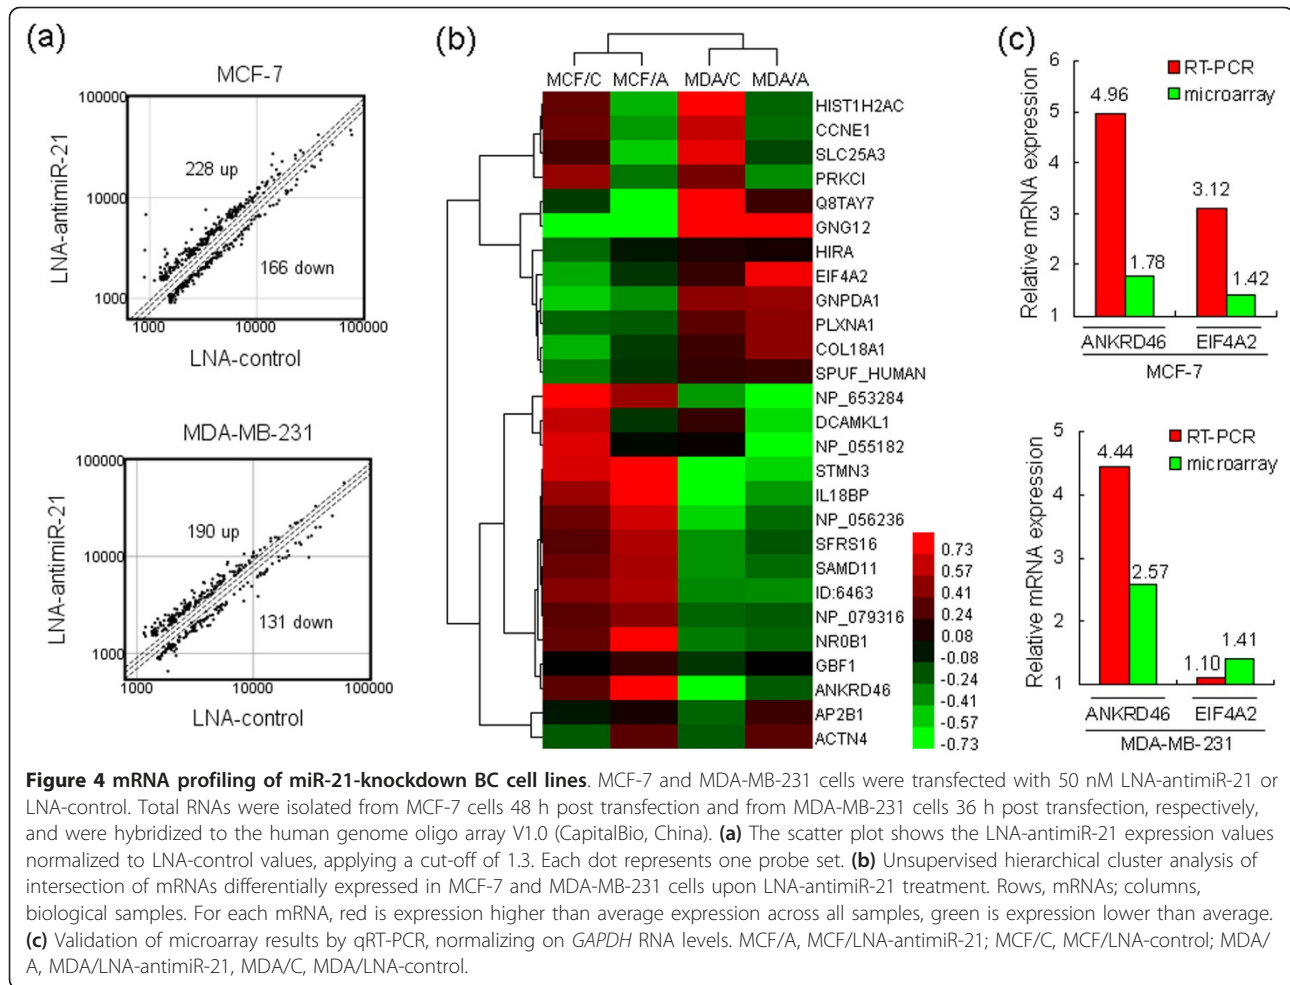 (a)
MCF-7
100000
10000
1000
LNA-antimiR-21
228 up
166 down
1000 10000 100000
LNA-control
MDA-MB-231
100000
10000
1000
LNA-antimiR-21
190 up
131 down
1000 10000 100000
LNA-control
(b)
MCF/C MCF/A MDA/C MDA/A
HIST1H2AC
CCNE1
SLC25A3
PRKCI
Q8TAY7
GNG12
HIRA
EIF4A2
GNPDA1
PLXNA1
COL18A1
SPUF_HUMAN
NP_653284
DCAMKL1
NP_055182
STMN3
IL18BP
NP_056236
SFRS16
SAMD11
ID:6463
NP_079316
NR0B1
GBF1
ANKRD46
AP2B1
ACTN4
0.73
0.57
0.41
0.24
0.08
-0.08
-0.24
-0.41
-0.57
-0.73
(c)
Relative mRNA expression
6
5
4
3
2
1
RT-PCR
microarray
4.96
1.78
3.12
1.42
ANKRD46 EIF4A2
MCF-7
Relative mRNA expression
5
4
3
2
1
RT-PCR
microarray
4.44
2.57
1.10
1.41
ANKRD46 EIF4A2
MDA-MB-231
Figure 4 mRNA profiling of miR-21-knockdown BC cell lines. MCF-7 and MDA-MB-231 cells were transfected with 50 nM LNA-antimiR-21 or
LNA-control. Total RNAs were isolated from MCF-7 cells 48 h post transfection and from MDA-MB-231 cells 36 h post transfection, respectively,
and were hybridized to the human genome oligo array V1.0 (CapitalBio, China). (a) The scatter plot shows the LNA-antimiR-21 expression values
normalized to LNA-control values, applying a cut-off of 1.3. Each dot represents one probe set. (b) Unsupervised hierarchical cluster analysis of
intersection of mRNAs differentially expressed in MCF-7 and MDA-MB-231 cells upon LNA-antimiR-21 treatment. Rows, mRNAs; columns,
biological samples. For each mRNA, red is expression higher than average expression across all samples, green is expression lower than average.
(c) Validation of microarray results by qRT-PCR, normalizing on GAPDH RNA levels. MCF/A, MCF/LNA-antimiR-21; MCF/C, MCF/LNA-control; MDA/
A, MDA/LNA-antimiR-21, MDA/C, MDA/LNA-control.